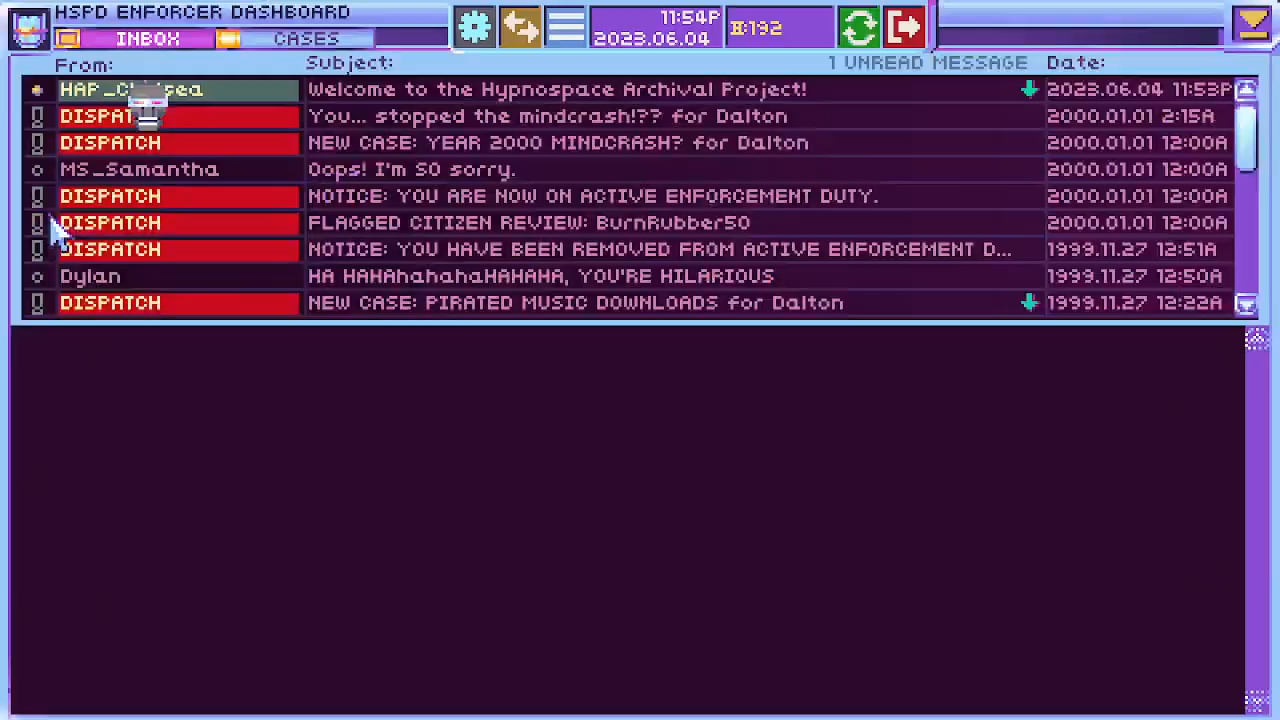 HSPD ENFORCER DASHBOARD
INBOX CASES
11:54P
2023.06.04
192
From: Subject: 1 UNREAD MESSAGE Date:
Welcome to the Hypnospace Archival Project! 2023.06.04 11:53P
You... stopped the mindcrash!?? for Dalton 2000.01.01 2:15A
DISPATCH NEW CASE: YEAR 2000 MINDCRASH? for Dalton 2000.01.01 12:00A
MS_Samantha Oops! I'm SO sorry. 2000.01.01 12:00A
DISPATCH NOTICE: YOU ARE NOW ON ACTIVE ENFORCEMENT DUTY. 2000.01.01 12:00A
DISPATCH FLAGGED CITIZEN REVIEW: BurnRubber50 2000.01.01 12:00A
DISPATCH NOTICE: YOU HAVE BEEN REMOVED FROM ACTIVE ENFORCEMENT D... 1999.11.27 12:51A
Dylan HA HAHAhahahaHAHAHA, YOU'RE HILARIOUS 1999.11.27 12:50A
DISPATCH NEW CASE: PIRATED MUSIC DOWNLOADS for Dalton 1999.11.27 12:22A